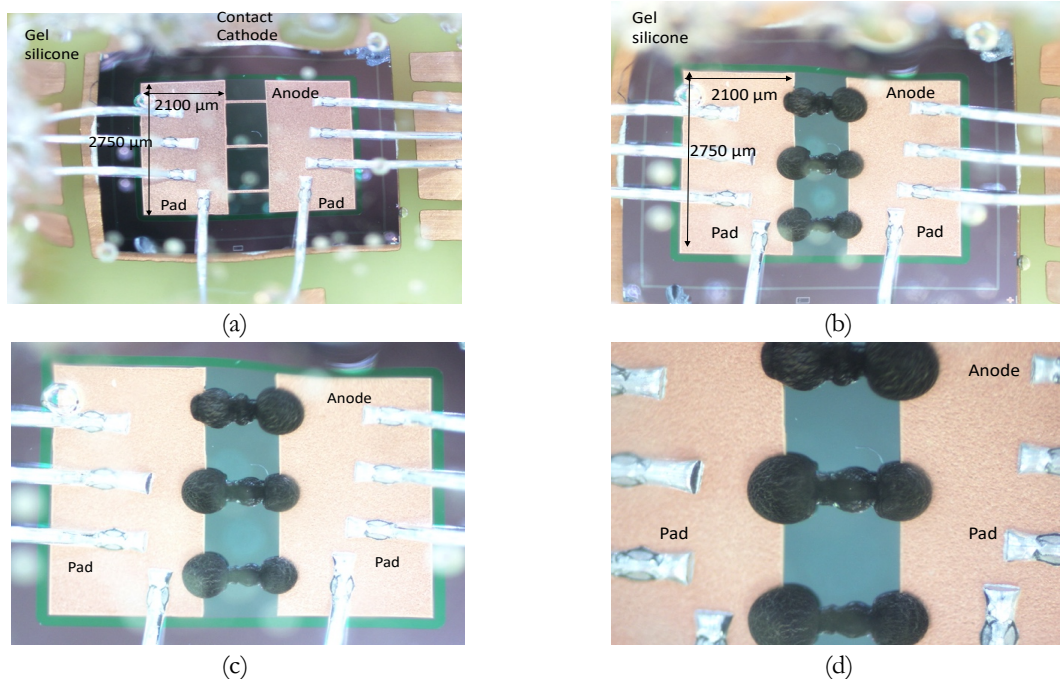 Contact
Cathode
Gel
silicone
2100 µm
Anode
2750 µm
Pad
Pad
(a)
Gel
silicone
2100 µm
Anode
2750 µm
Pad
Pad
(b)
Anode
Pad
Pad
(c)
Anode
Pad
Pad
(d)